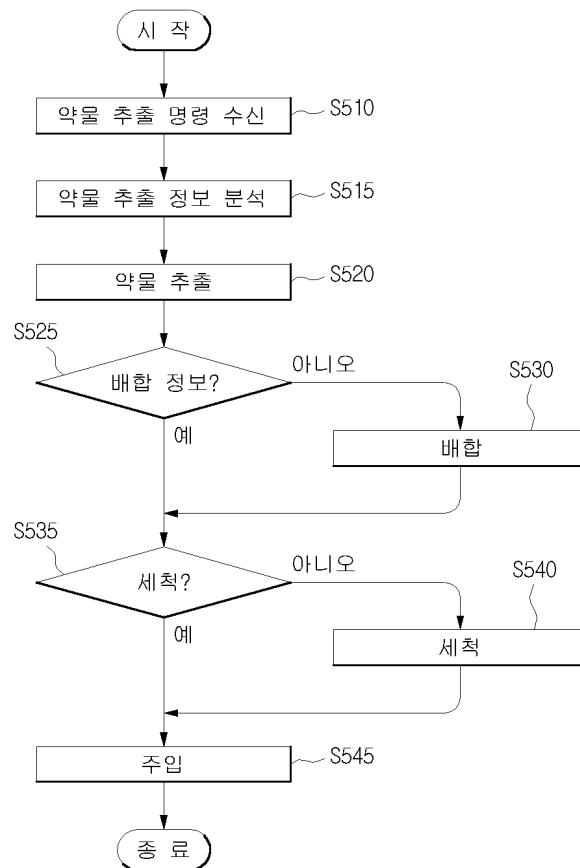 시 작
약물 추출 명령 수신
S510
약물 추출 정보 분석
S515
약물 추출
S520
S525
배합 정보?
아니오
예
S530
배합
S535
세척?
아니오
예
S540
세척
주입
S545
종 료